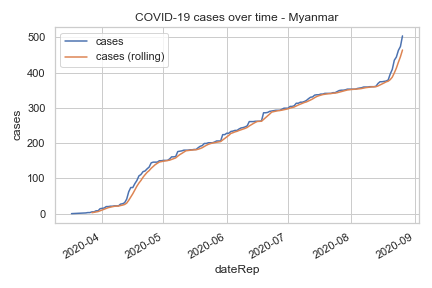 COVID-19 cases over time - Myanmar
cases
cases (rolling)
500
400
300
200
100
0
cases
2020-04
2020-05
2020-06
2020-07
2020-08
2020-09
dateRep